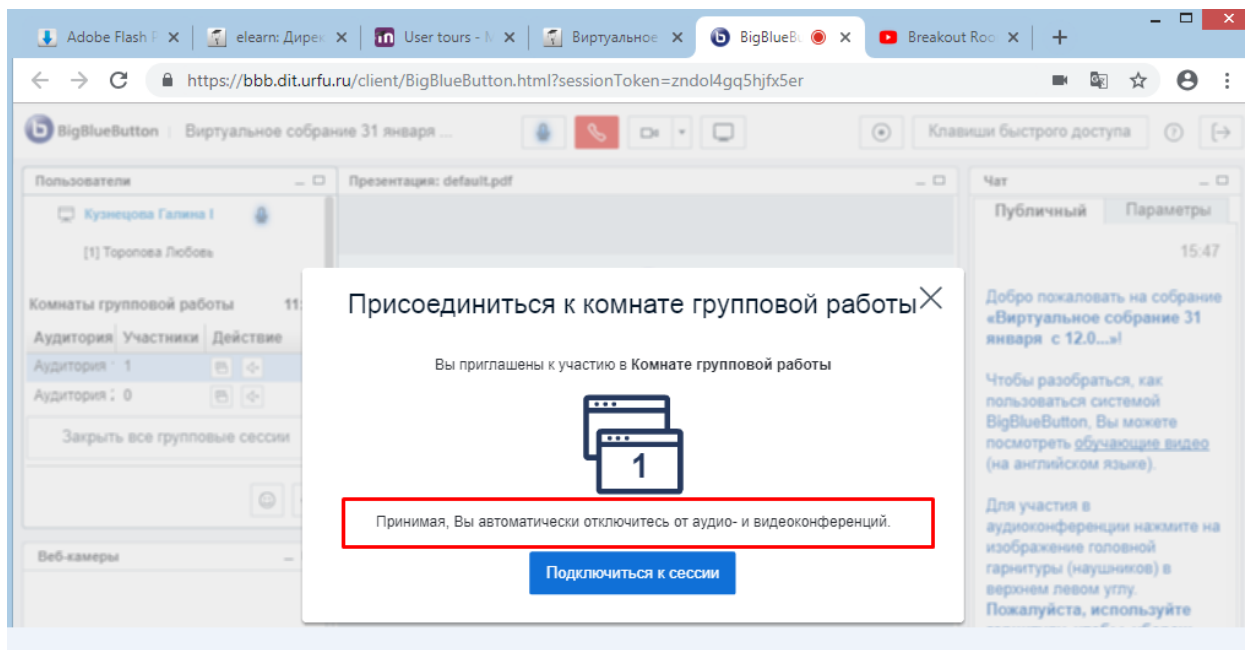 Adobe Flash P
elearn: Дирек
User tours - M
Виртуальное
BigBlueBu
Breakout Roo
https://bbb.dit.urfu.ru/client/BigBlueButton.html?sessionToken=zndol4gq5hjfx5er
BigBlueButton
Виртуальное собрание 31 января ...
Клавиши быстрого доступа
Пользователи
Кузнецова Галина I
[1] Торопова Любовь
Комнаты групповой работы 11:
Аудитория Участники Действие
Аудитория 1
Аудитория 0
Закрыть все групповые сессии
Веб-камеры
Презентация: default.pdf
Присоединиться к комнате групповой работы
Вы приглашены к участию в Комнате групповой работы
1
Принимая, Вы автоматически отключитесь от аудио- и видеоконференций.
Подключиться к сессии
Чат
Публичный Параметры
15:47
Добро пожаловать на собрание
«Виртуальное собрание 31
января с 12.0...»!
Чтобы разобраться, как
пользоваться системой
BigBlueButton, Вы можете
посмотреть обучающие видео
(на английском языке).
Для участия в
аудиоконференции нажмите на
изображение головной
гарнитуры (наушников) в
верхнем левом углу.
Пожалуйста, используйте